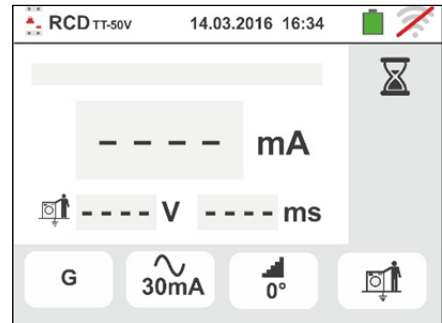 RCD TT-50V 14.03.2016 16:34
- - - - mA
- - - - V - - - - ms
G 30mA 0°